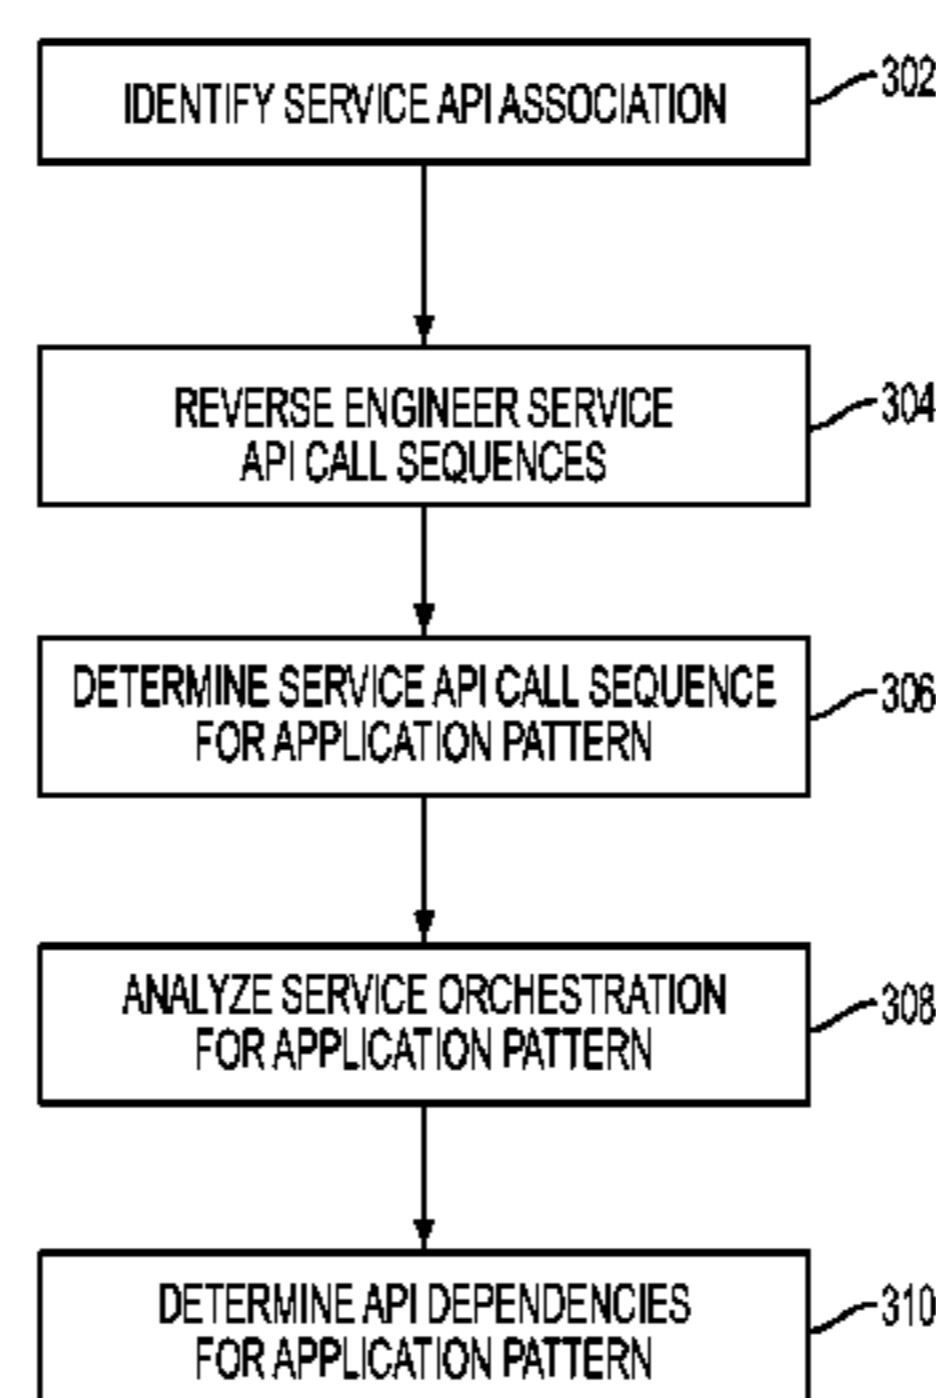 IDENTIFY SERVICE API ASSOCIATION
302
REVERSE ENGINEER SERVICE
API CALL SEQUENCES
304
DETERMINE SERVICE API CALL SEQUENCE
FOR APPLICATION PATTERN
306
ANALYZE SERVICE ORCHESTRATION
FOR APPLICATION PATTERN
308
DETERMINE API DEPENDENCIES
FOR APPLICATION PATTERN
310